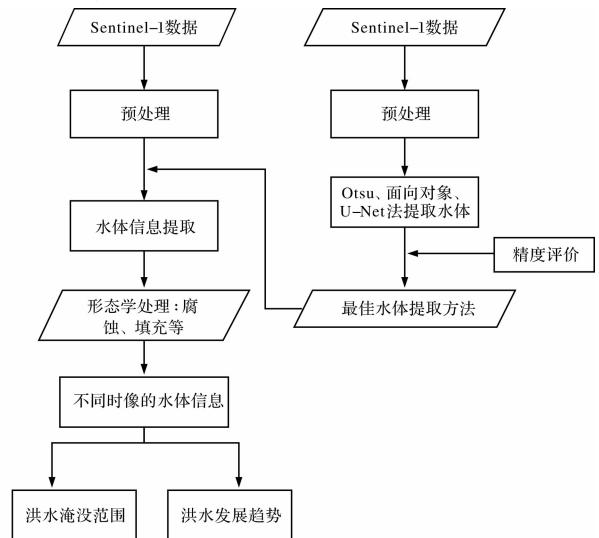 Sentinel-1数据
预处理
水体信息提取
形态学处理：腐
蚀、填充等
不同时像的水体信息
洪水淹没范围
洪水发展趋势
Sentinel-1数据
预处理
Otsu、面向对象、
U-Net法提取水体
精度评价
最佳水体提取方法